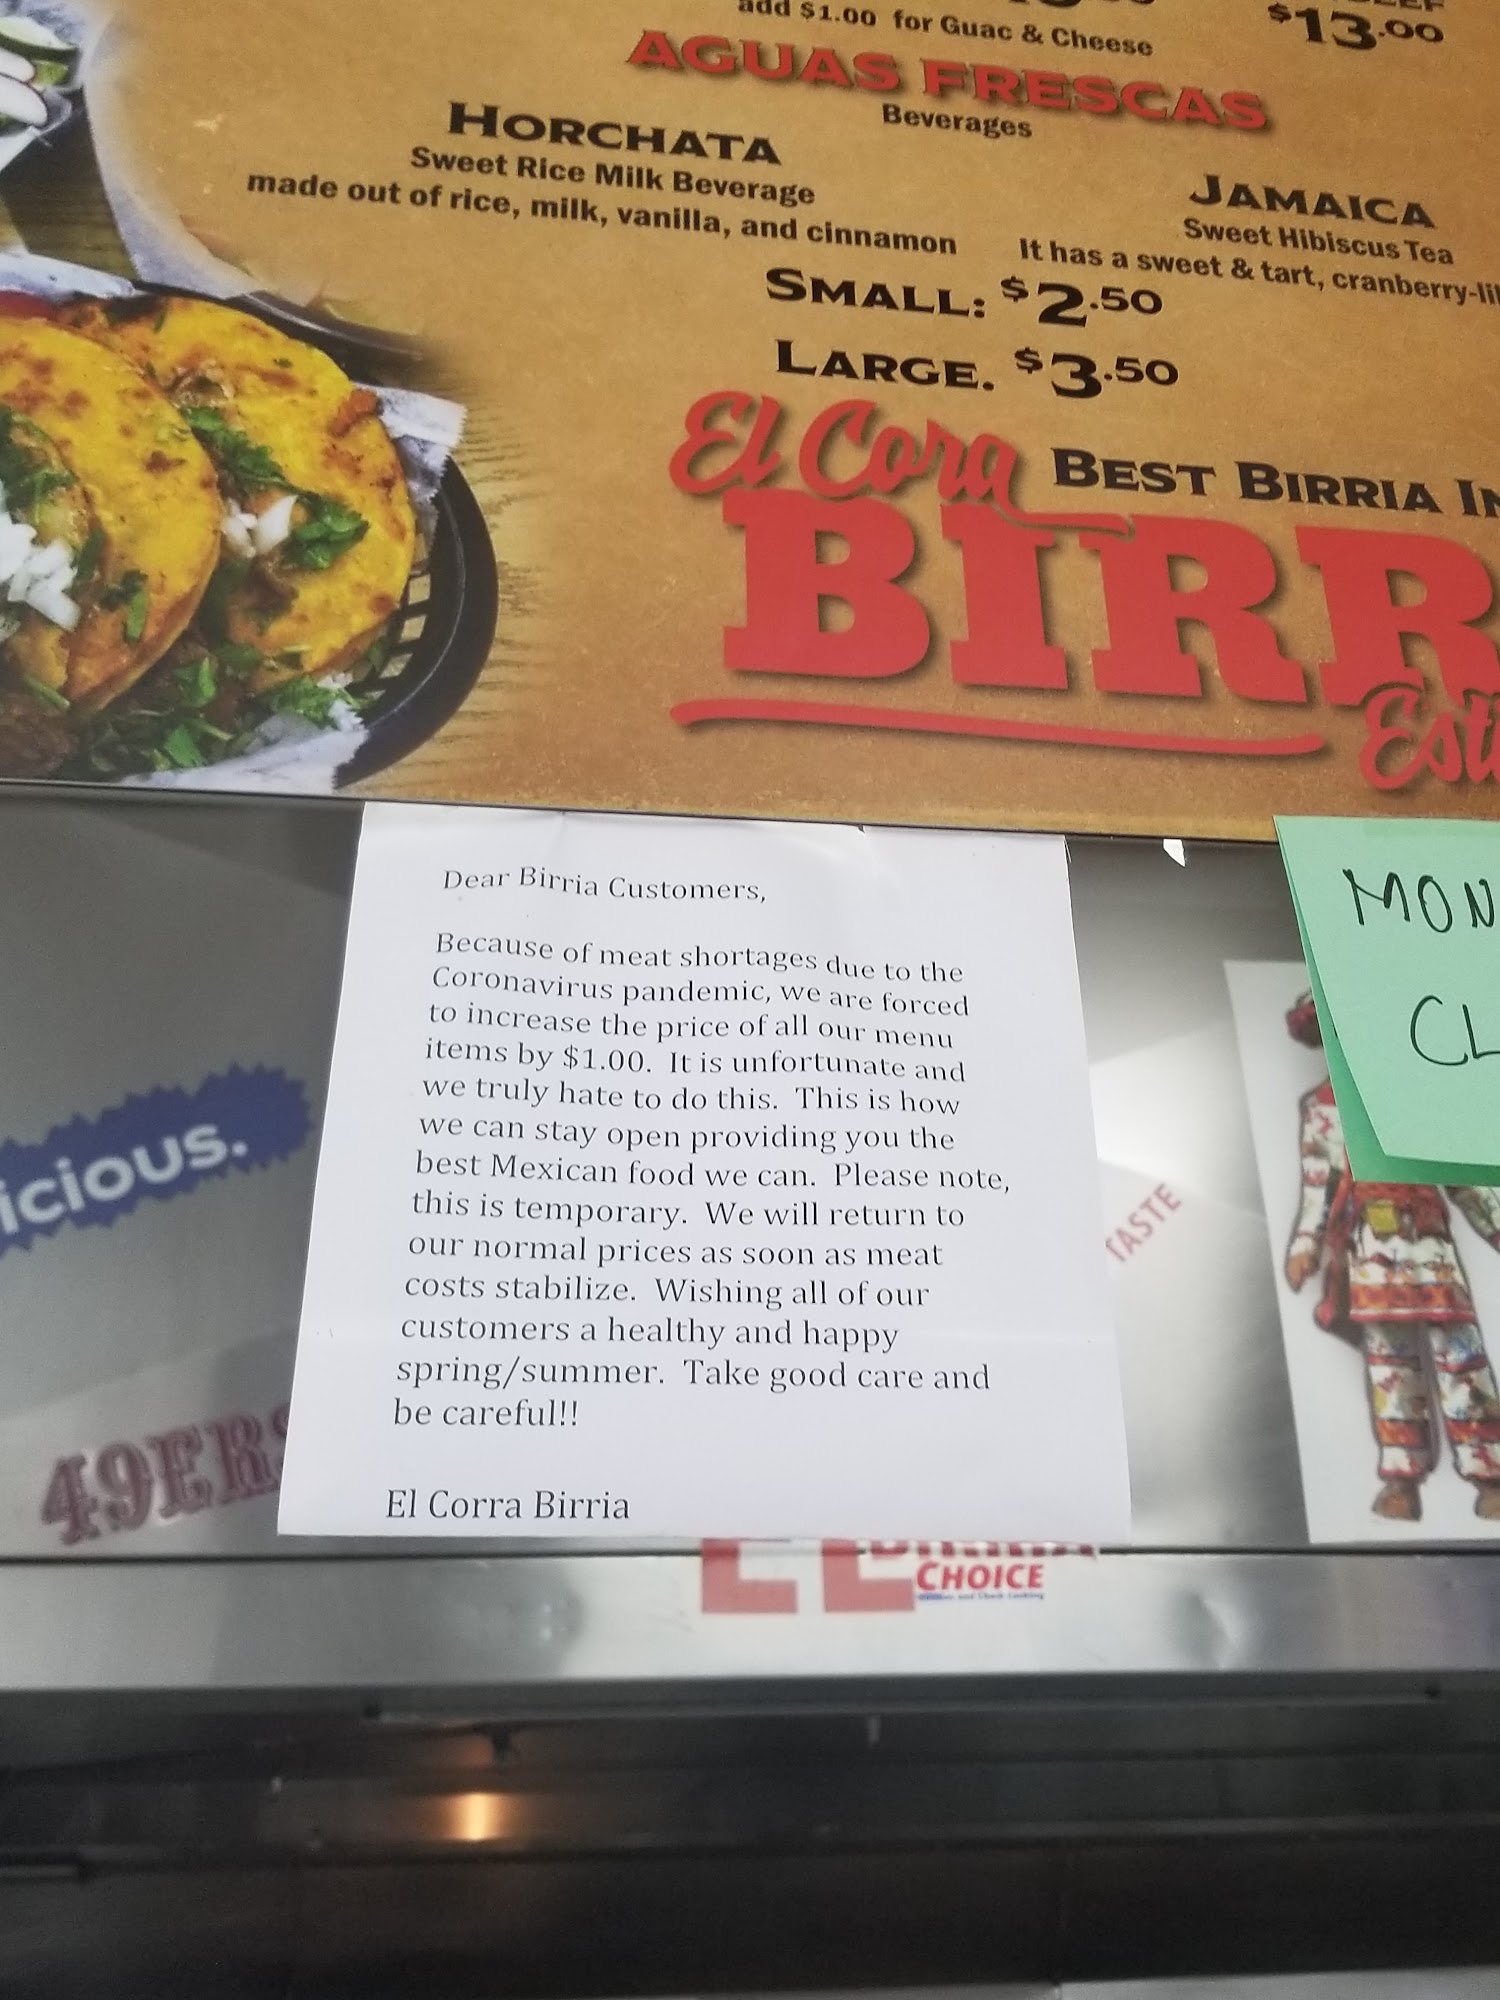 add $1.00 for Guac & Cheese
$13.00
AGUAS FRESCAS
Beverages
HORCHATA
Sweet Rice Milk Beverage
made out of rice, milk, vanilla, and cinnamon
JAMAICA
Sweet Hibiscus Tea
It has a sweet & tart,
SMALL: $2.50
LARGE. $3.50
El Cora BEST BIRRIA
BIRR
Dear Birria Customers,
Because of meat shortages due to the
Coronavirus pandemic, we are forced
to increase the price of all our menu
items by $1.00. It is unfortunate and
we truly hate to do this. This is how
we can stay open providing you the
best Mexican food we can. Please note,
this is temporary. We will return to
our normal prices as soon as meat
costs stabilize. Wishing all of our
customers a healthy and happy
spring/summer. Take good care and
be careful!!
El Corra Birria
MON
CL
icious.
TASTE
49ERS
CHOICE